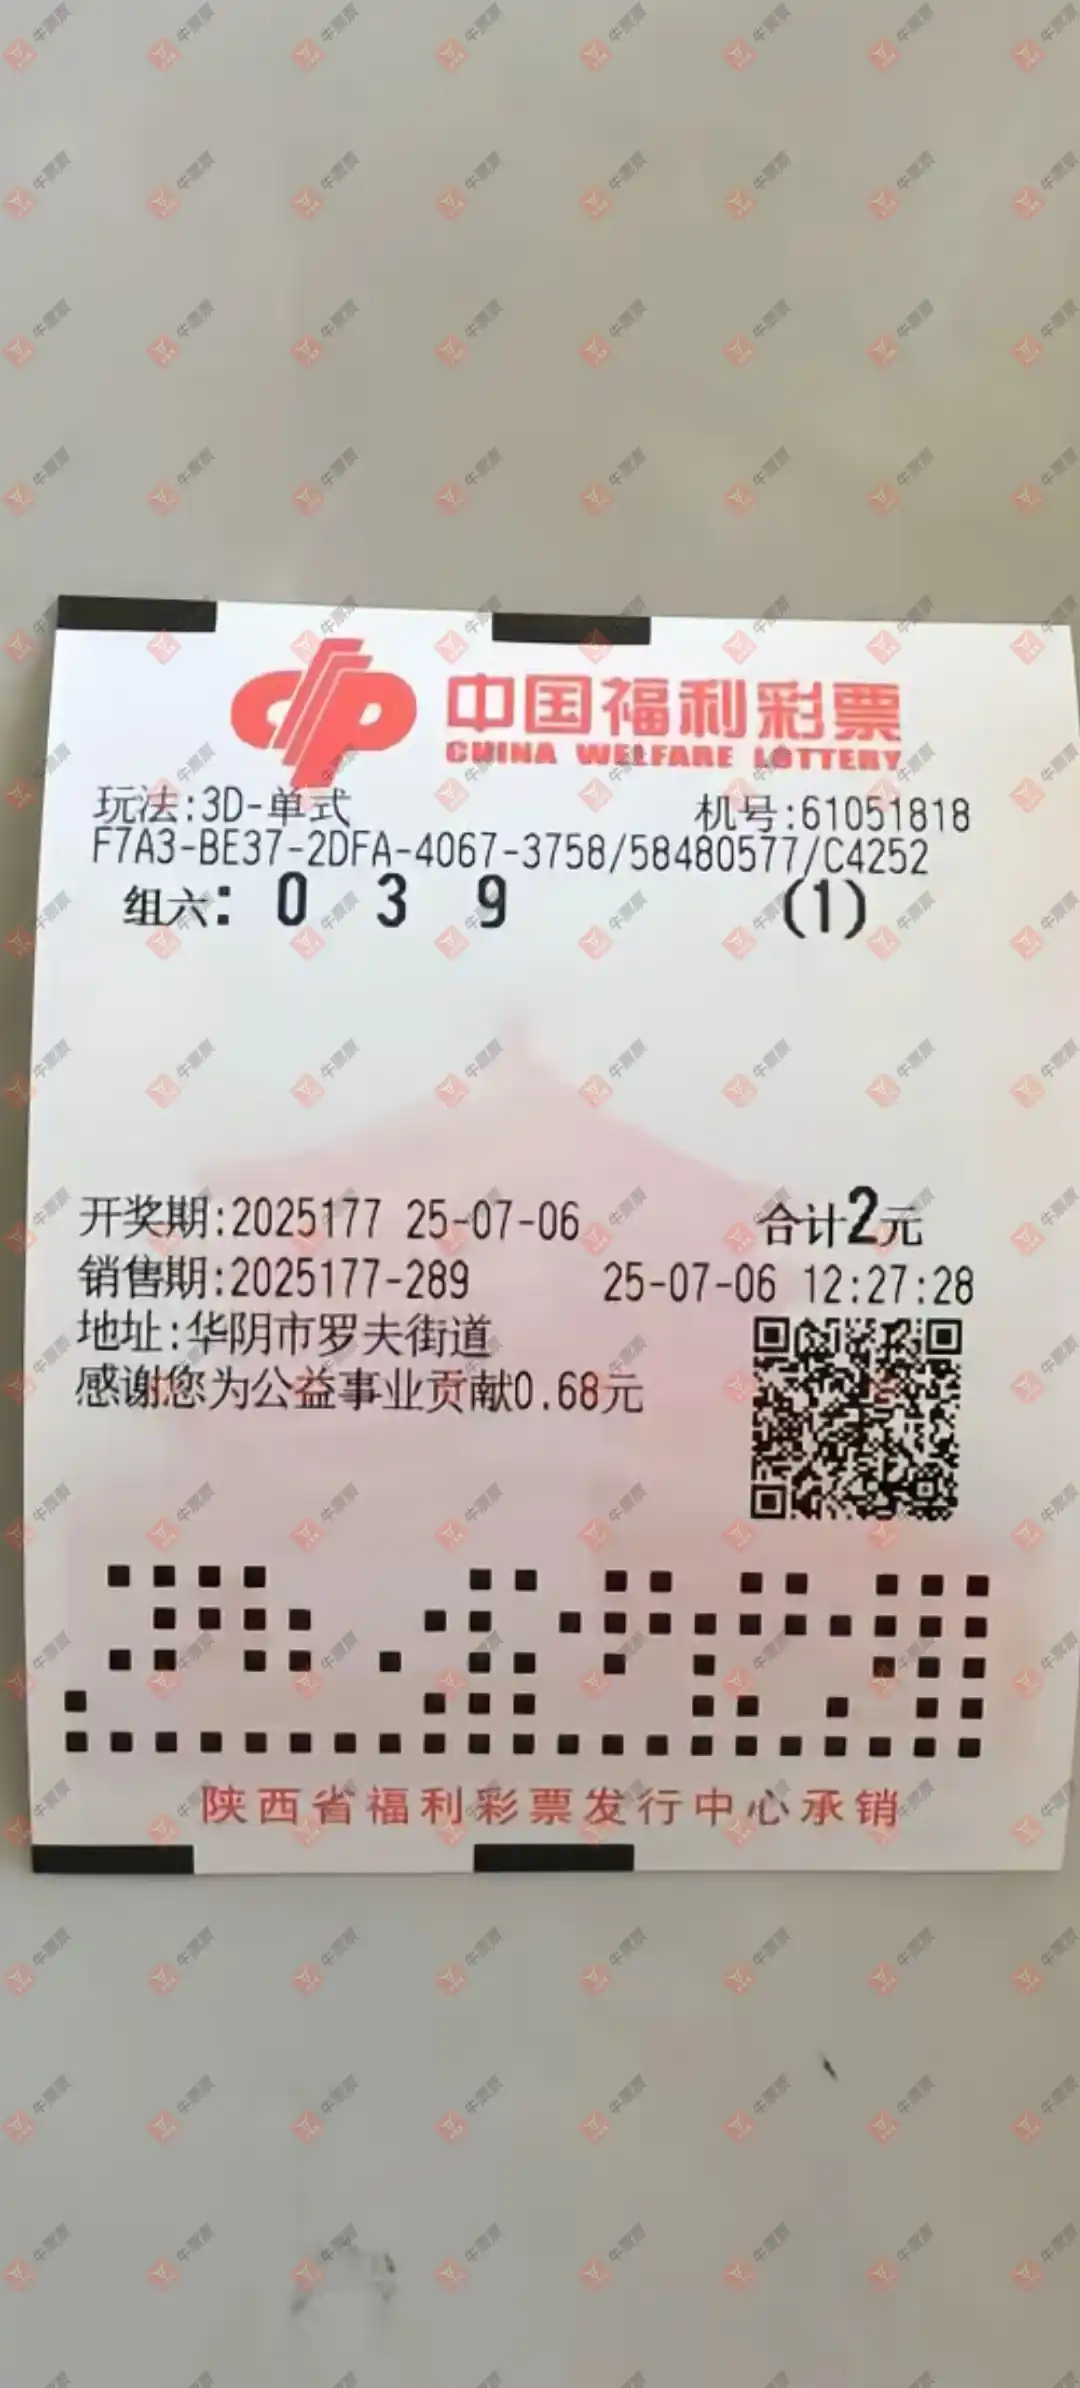 中国福利彩票
CHINA WELFARE LOTTERY
玩法:3D-单式 机号:61051818
F7A3-BE37-2DFA-4067-3758/58480577/C4252
组六: 0 3 9 (1)
开奖期:2025177 25-07-06 合计2元
销售期:2025177-289 25-07-06 12:27:28
地址:华阴市罗夫街道
感谢您为公益事业贡献0.68元
陕西省福利彩票发行中心承销
牛票票